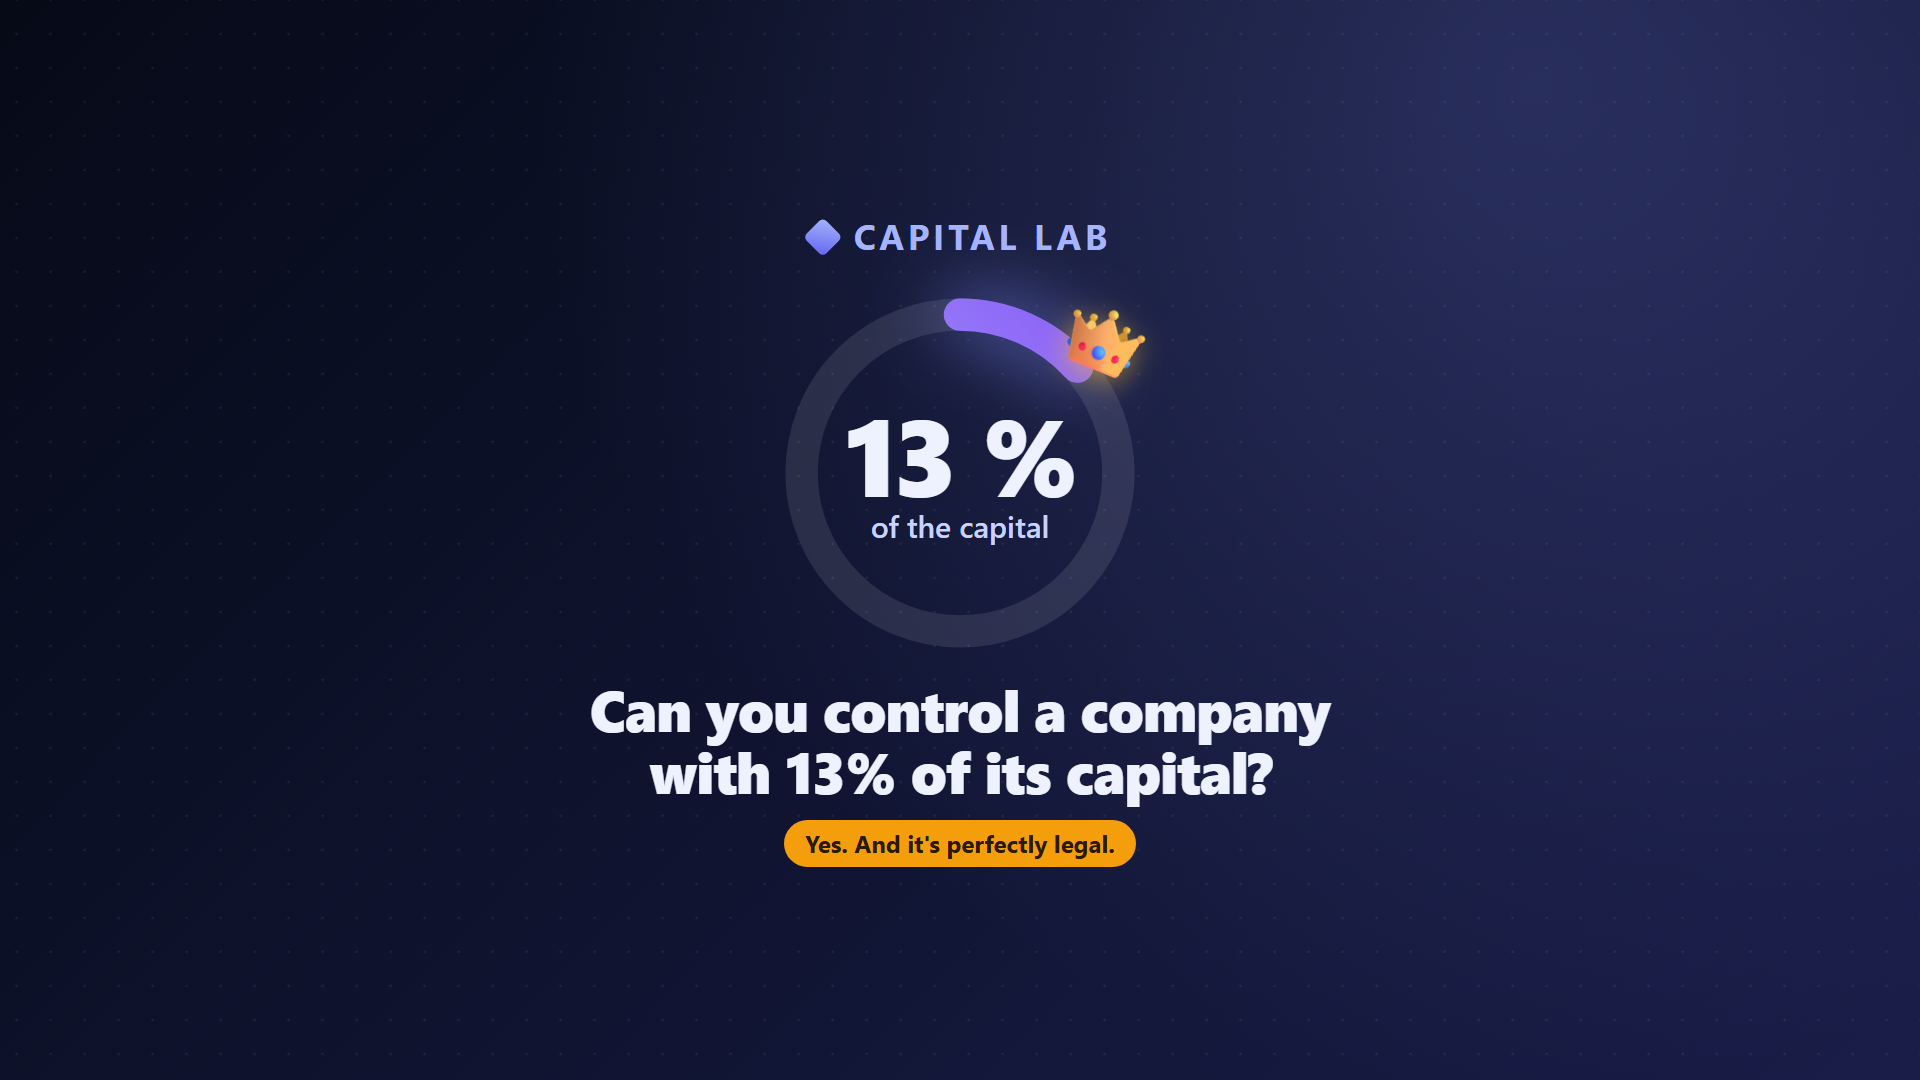 CAPITAL LAB
13 %
of the capital
Can you control a company
with 13% of its capital?
Yes. And it's perfectly legal.